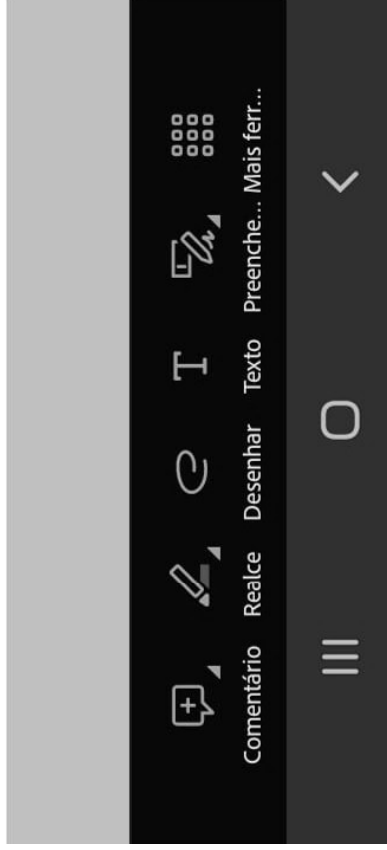 Comentário
Realce
Desenhar
Texto
Preenche...
Mais ferr...